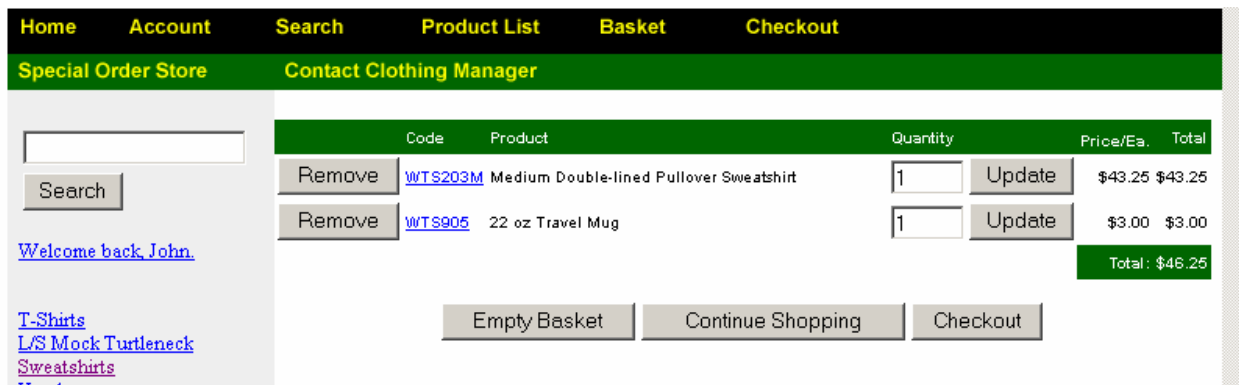 Home Account Search Product List Basket Checkout
Special Order Store Contact Clothing Manager
Search
Welcome back, John.
T-Shirts
L/S Mock Turtleneck
Sweatshirts
Code Product Quantity Price/Ea. Total
Remove WTS203M Medium Double-lined Pullover Sweatshirt 1 Update $43.25 $43.25
Remove WTS905 22 oz Travel Mug 1 Update $3.00 $3.00
Total: $46.25
Empty Basket Continue Shopping Checkout